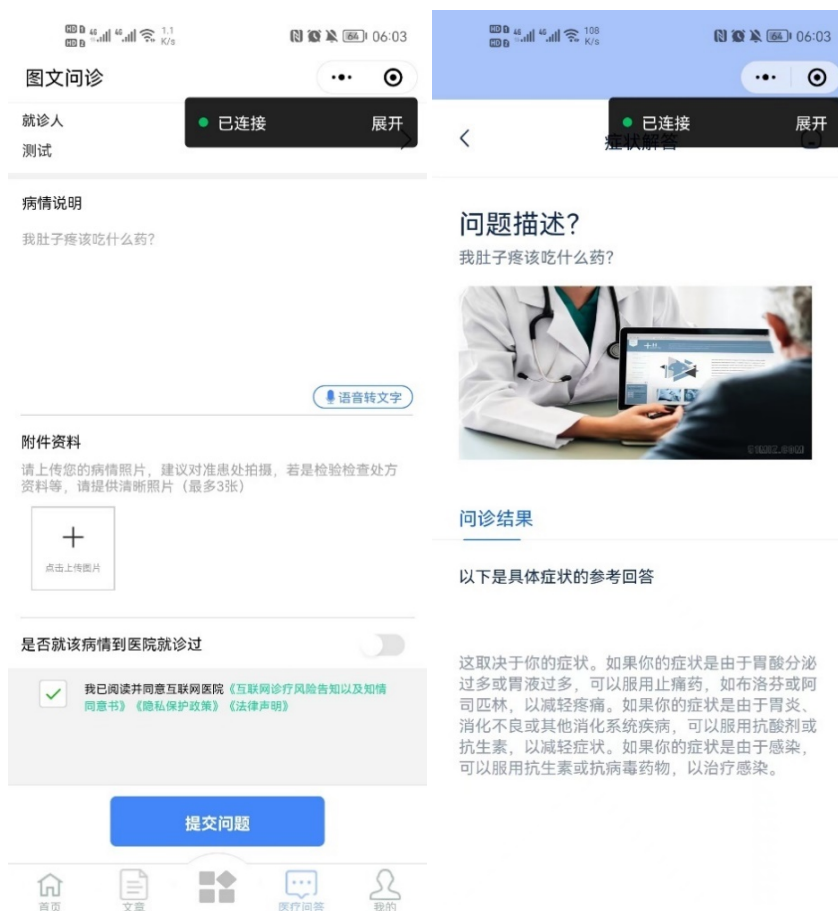 1.1
K/s
64
06:03
图文问诊
就诊人
已连接
展开
测试
病情说明
我肚子疼该吃什么药?
语音转文字
附件资料
请上传您的病情照片,建议对准患处拍摄,若是检验检查处方
资料等,请提供清晰照片(最多3张)
点击上传图片
是否就该病情到医院就诊过
我已阅读并同意互联网医院《互联网诊疗风险告知以及知情
同意书》《隐私保护政策》《法律声明》
提交问题
首页
文章
医疗问答
我的
108
K/s
64
06:03
已连接
展开
症状解答
问题描述?
我肚子疼该吃什么药?
问诊结果
以下是具体症状的参考回答
这取决于你的症状。如果你的症状是由于胃酸分泌
过多或胃液过多,可以服用止痛药,如布洛芬或阿
司匹林,以减轻疼痛。如果你的症状是由于胃炎、
消化不良或其他消化系统疾病,可以服用抗酸剂或
抗生素,以减轻症状。如果你的症状是由于感染,
可以服用抗生素或抗病毒药物,以治疗感染。